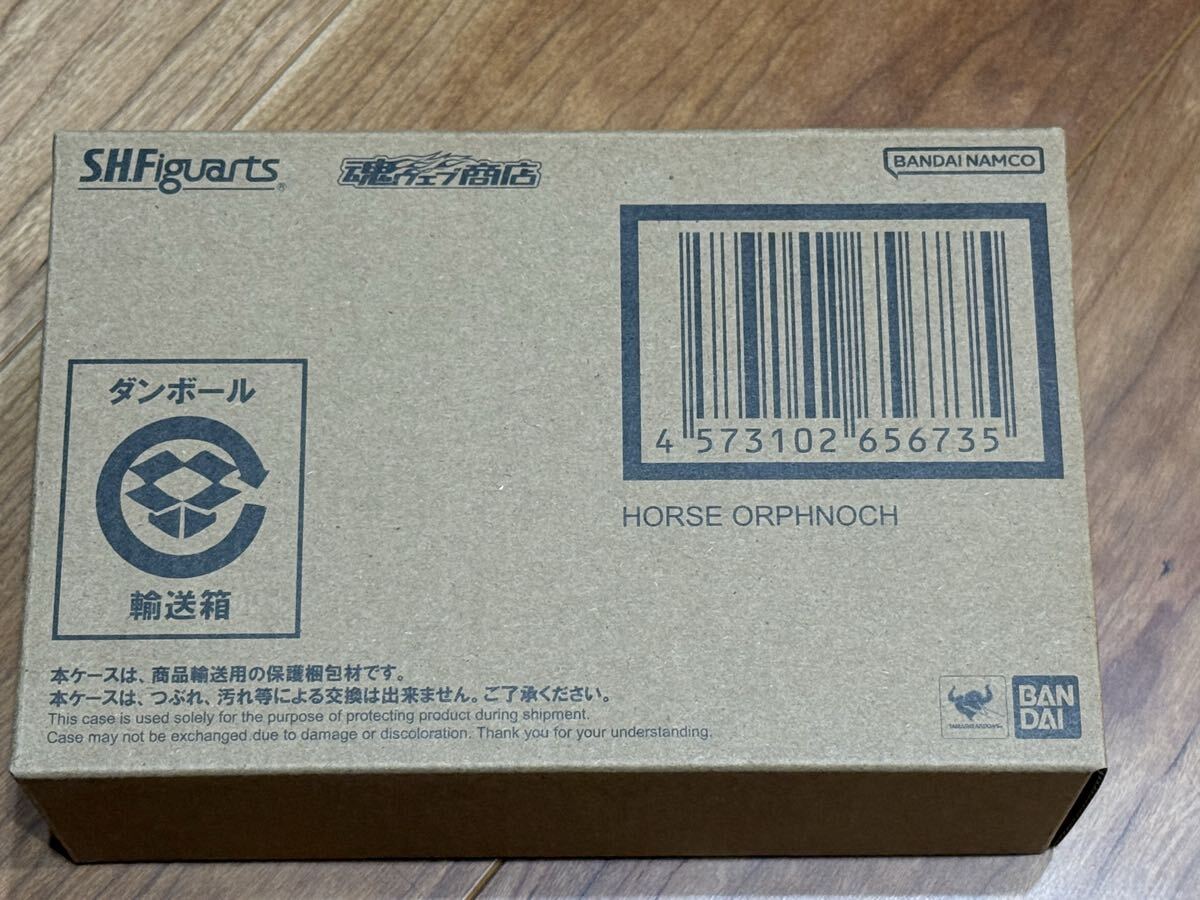 S.H.Figuarts®
魂ウェブ商店
BANDAI NAMCO
4 573102 656735
HORSE ORPHNOCH
ダンボール
輸送箱
本ケースは、商品輸送用の保護梱包材です。
本ケースは、つぶれ、汚れ等による交換は出来ません。ご了承ください。
This case is used solely for the purpose of protecting product during shipment.
Case may not be exchanged due to damage or discoloration. Thank you for your understanding.
BAN
DAI